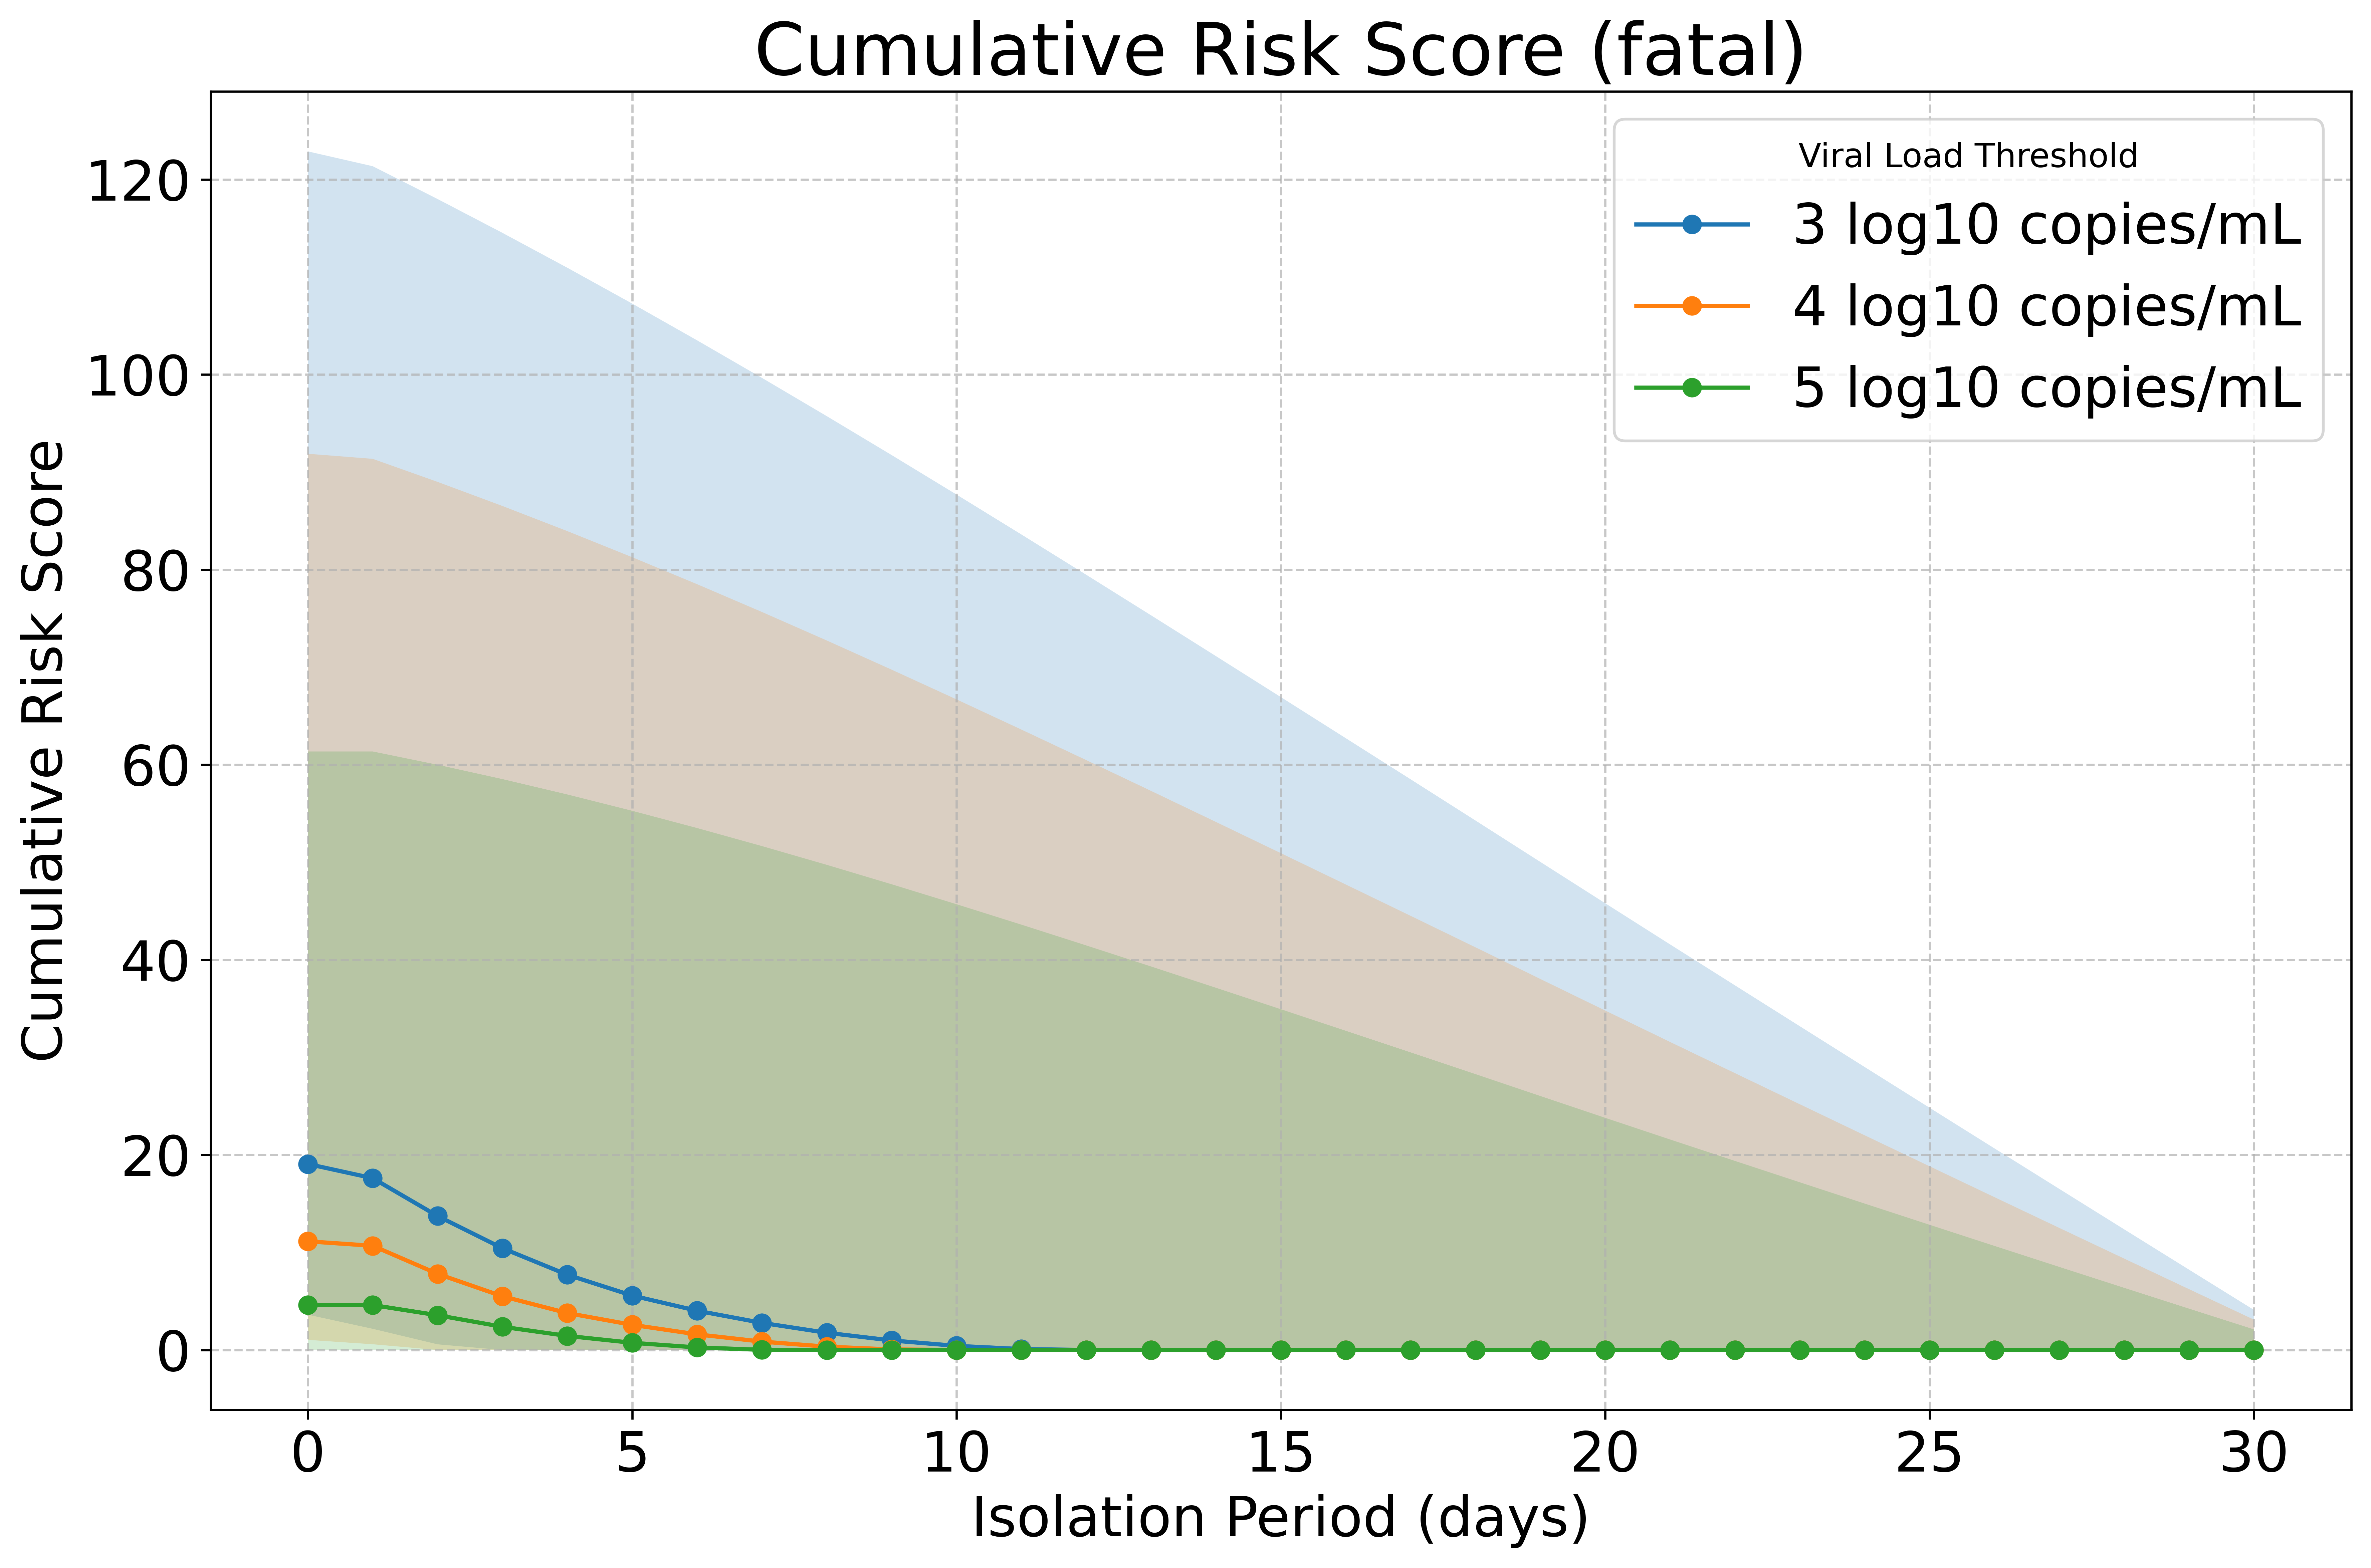 Cumulative Risk Score (fatal)
Viral Load Threshold
3 log10 copies/mL
4 log10 copies/mL
5 log10 copies/mL
Cumulative Risk Score
120
100
80
60
40
20
0
0 5 10 15 20 25 30
Isolation Period (days)